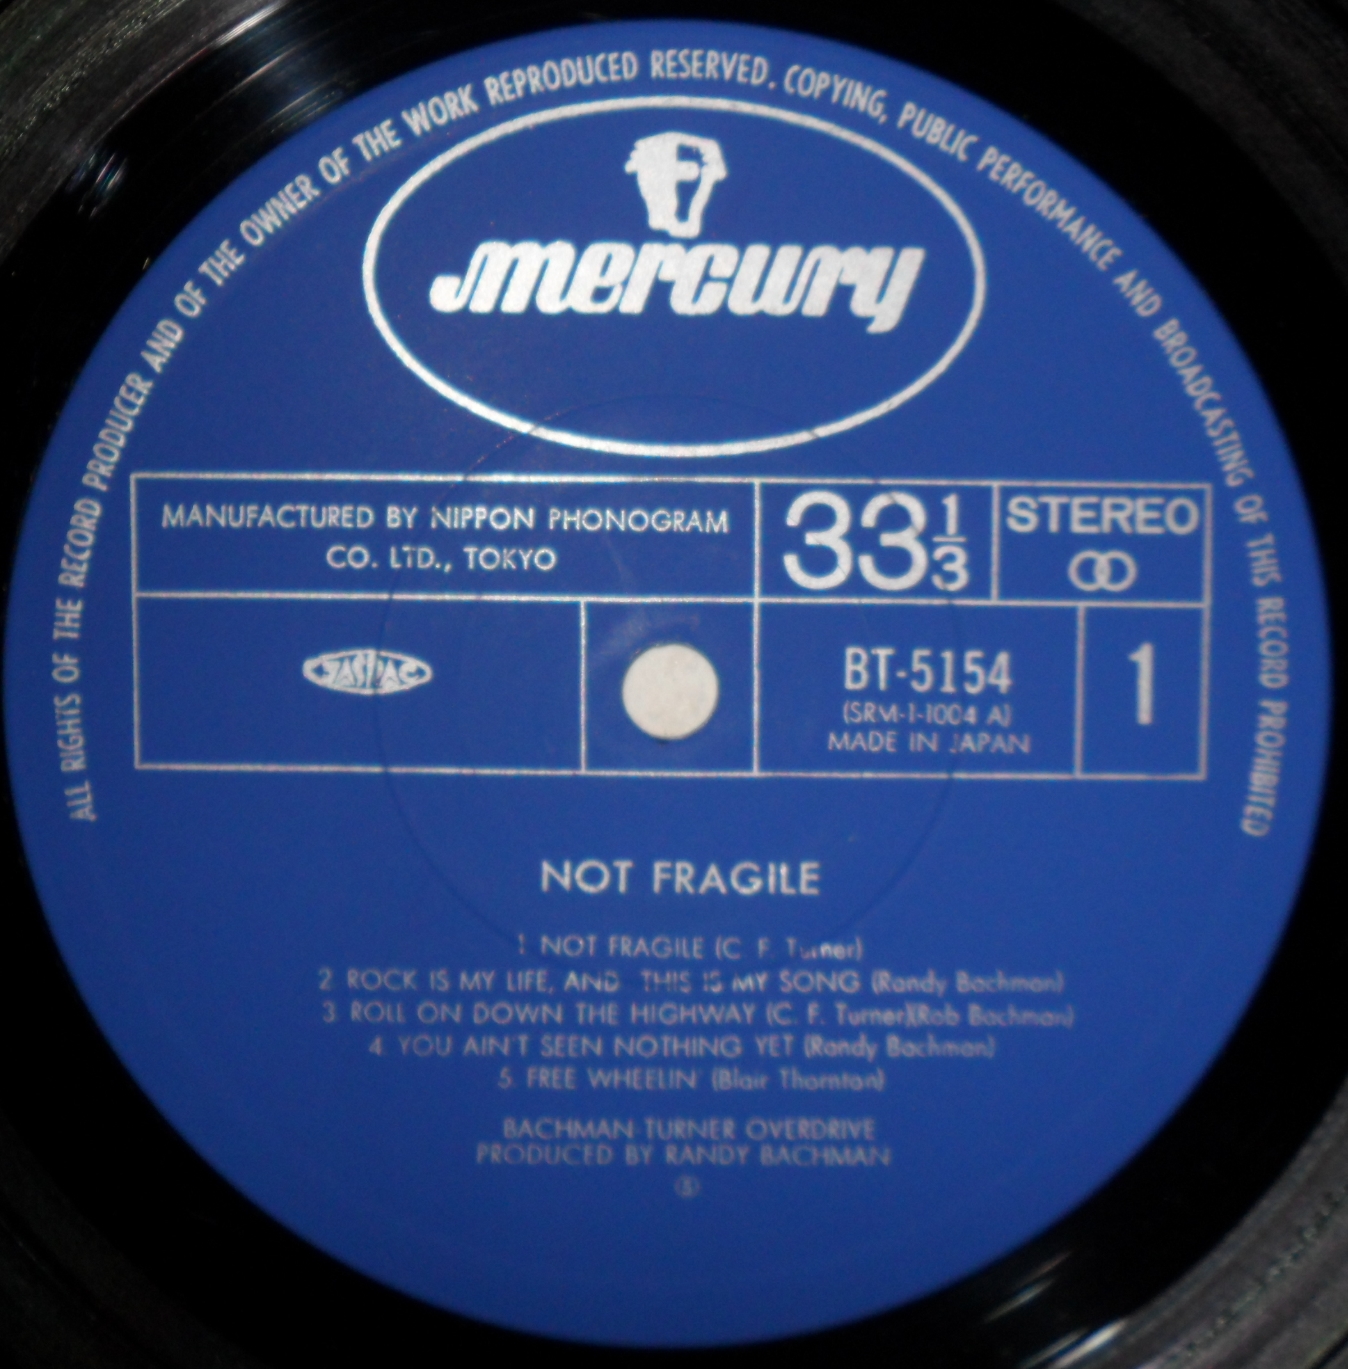 ALL RIGHTS OF THE RECORD PRODUCER AND OF THE OWNER OF THE WORK REPRODUCED RESERVED. COPYING, PUBLIC PERFORMANCE AND BROADCASTING OF THIS RECORD PROHIBITED
mercury
MANUFACTURED BY NIPPON PHONOGRAM
CO. LTD., TOKYO
33 1/3
STEREO
JASRAC
BT-5154
(SRM-1-1004 A)
MADE IN JAPAN
1
NOT FRAGILE
1. NOT FRAGILE (C. F. Turner)
2. ROCK IS MY LIFE, AND THIS IS MY SONG (Randy Bachman)
3. ROLL ON DOWN THE HIGHWAY (C. F. Turner)(Rob Bachman)
4. YOU AIN'T SEEN NOTHING YET (Randy Bachman)
5. FREE WHEELIN' (Blair Thornton)
BACHMAN TURNER OVERDRIVE
PRODUCED BY RANDY BACHMAN